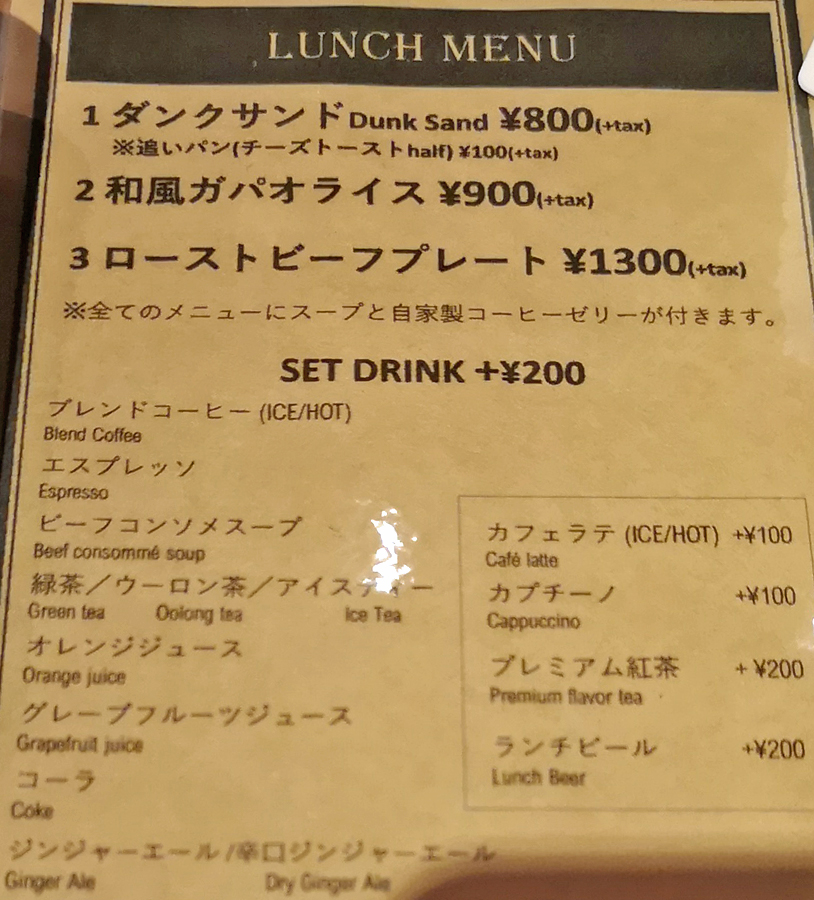 LUNCH MENU
1 ダンクサンド Dunk Sand ¥800(+tax)
※追いパン(チーズトーストhalf) ¥100(+tax)
2 和風ガパオライス ¥900(+tax)
3 ローストビーフプレート ¥1300(+tax)
※全てのメニューにスープと自家製コーヒーゼリーが付きます。
SET DRINK +¥200
ブレンドコーヒー (ICE/HOT)
Blend Coffee
エスプレッソ
Espresso
ビーフコンソメスープ
Beef consommé soup
緑茶／ウーロン茶／アイスティー
Green tea Oolong tea Ice Tea
オレンジジュース
Orange juice
グレープフルーツジュース
Grapefruit juice
コーラ
Coke
ジンジャーエール/辛口ジンジャーエール
Ginger Ale Dry Ginger Ale
カフェラテ (ICE/HOT) +¥100
Café latte
カプチーノ +¥100
Cappuccino
プレミアム紅茶 + ¥200
Premium flavor tea
ランチビール +¥200
Lunch Beer